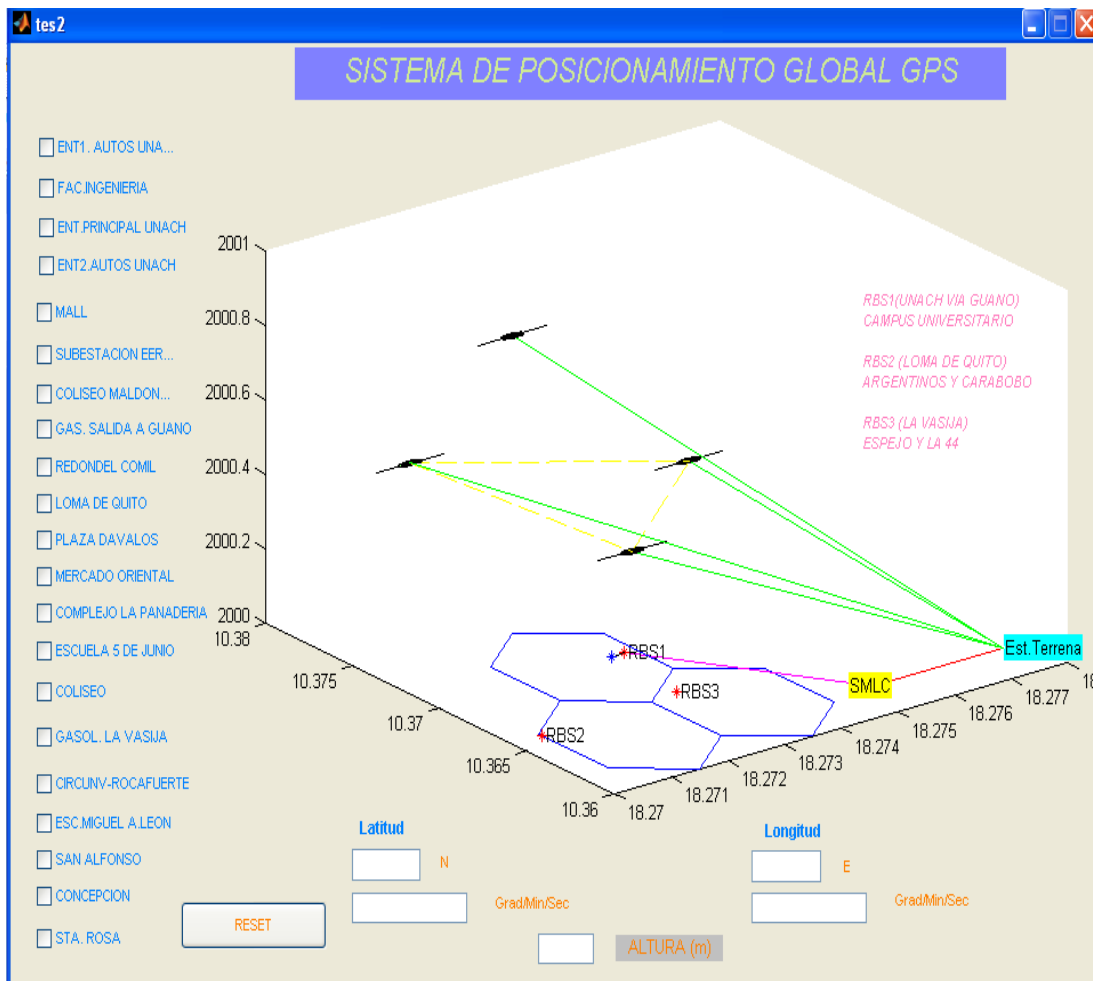 tes2
SISTEMA DE POSICIONAMIENTO GLOBAL GPS
ENT1. AUTOS UNA...
FAC.INGENIERIA
ENT.PRINCIPAL UNACH
ENT2.AUTOS UNACH
MALL
SUBESTACION EER...
COLISEO MALDON...
GAS. SALIDA A GUANO
REDONDEL COMIL
LOMA DE QUITO
PLAZA DAVALOS
MERCADO ORIENTAL
COMPLEJO LA PANADERIA
ESCUELA 5 DE JUNIO
COLISEO
GASOL. LA VASIJA
CIRCUNV-ROCAFUERTE
ESC.MIGUEL A.LEON
SAN ALFONSO
CONCEPCION
STA. ROSA
RESET
2001
2000.8
2000.6
2000.4
2000.2
2000
10.38
10.375
10.37
10.365
10.36
18.27
18.271
18.272
18.273
18.274
18.275
18.276
18.277
RBS1(UNACH VIA GUANO)
CAMPUS UNIVERSITARIO
RBS2 (LOMA DE QUITO)
ARGENTINOS Y CARABOBO
RBS3 (LA VASIJA)
ESPEJO Y LA 44
RBS1
RBS3
RBS2
SMLC
Est.Terrena
Latitud
N
Grad/Min/Sec
Longitud
E
Grad/Min/Sec
ALTURA (m)